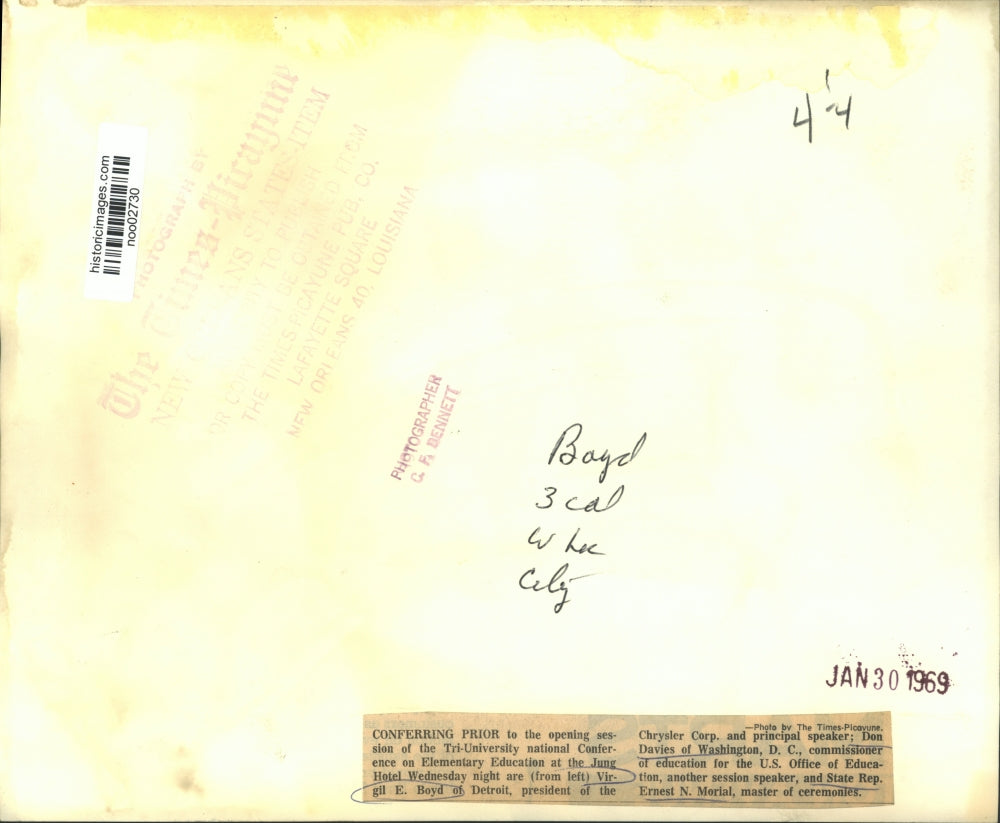 historicimages.com
noo02730
PHOTOGRAPH BY
The Times-Picayune
NEW ORLEANS STATES-ITEM
OR COPY MUST BE OBTAINED FROM
THE TIMES-PICAYUNE PUB. CO.
LAFAYETTE SQUARE
NEW ORLEANS 40, LOUISIANA
PHOTOGRAPHER
C. F. BENNETT
4-4
Boyd
3 col
City
JAN 30 1969
CONFERRING PRIOR to the opening ses-
sion of the Tri-University national Confer-
ence on Elementary Education at the Jung
Hotel Wednesday night are (from left) Vir-
gil E. Boyd of Detroit, president of the
—Photo by The Times-Picayune.
Chrysler Corp. and principal speaker; Don
Davies of Washington, D. C., commissioner
of education for the U.S. Office of Educa-
tion, another session speaker, and State Rep.
Ernest N. Morial, master of ceremonies.